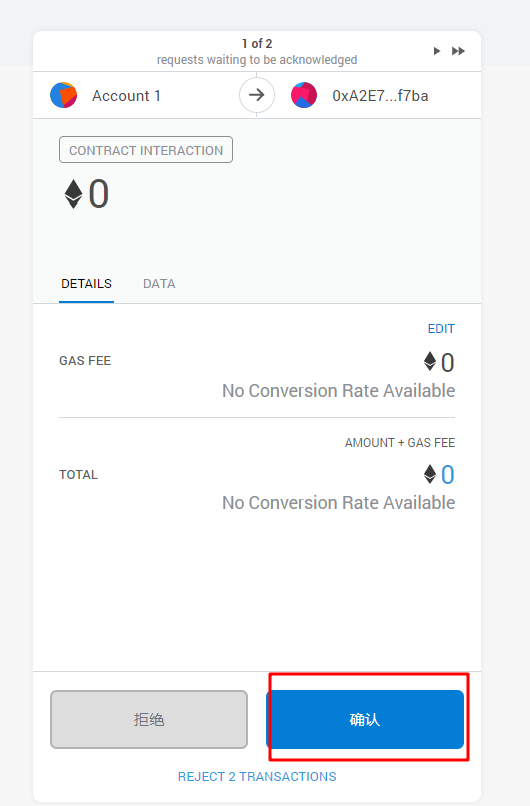 1 of 2
requests waiting to be acknowledged
Account 1
0xA2E7...f7ba
CONTRACT INTERACTION
0
DETAILS
DATA
EDIT
GAS FEE
0
No Conversion Rate Available
AMOUNT + GAS FEE
TOTAL
0
No Conversion Rate Available
拒绝
确认
REJECT 2 TRANSACTIONS